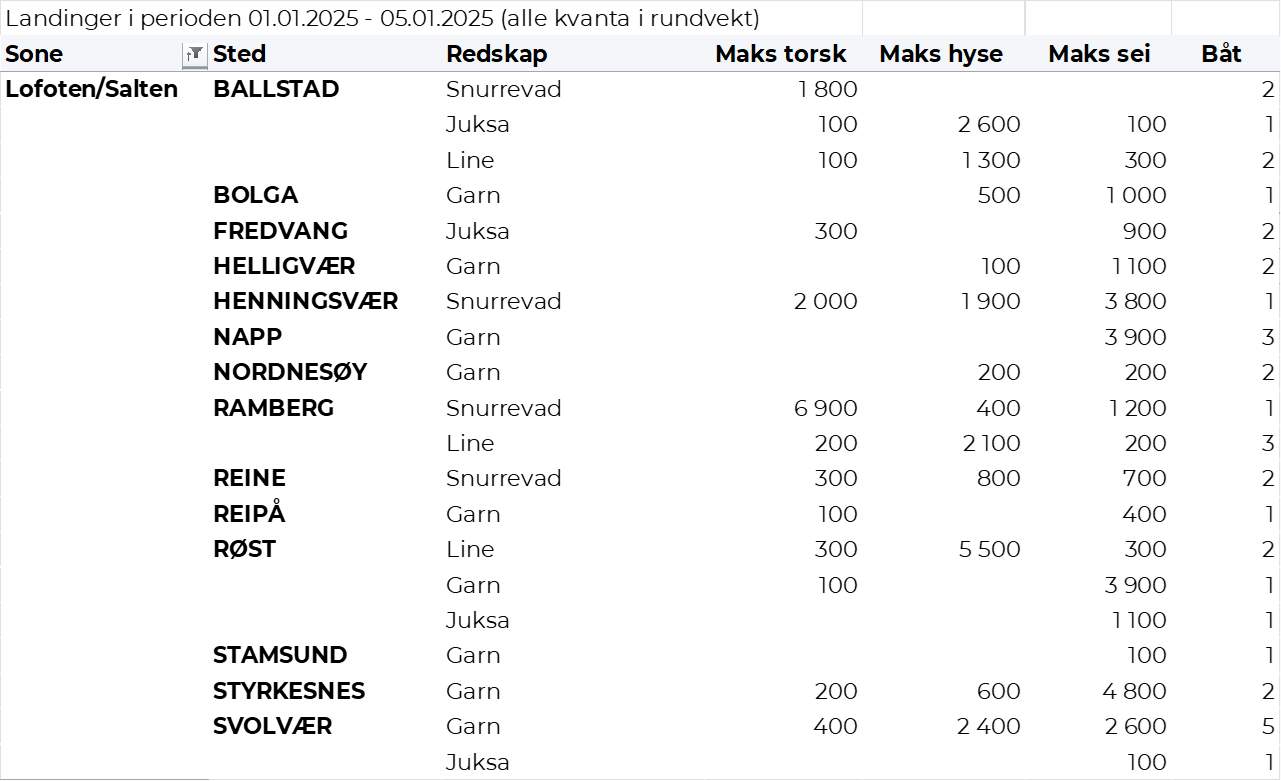 Landinger i perioden 01.01.2025 - 05.01.2025 (alle kvanta i rundvekt)
Sone Sted Redskap Maks torsk Maks hyse Maks sei Båt
Lofoten/Salten BALLSTAD Snurrevad 1 800 2
Juksa 100 2 600 100 1
Line 100 1 300 300 2
BOLGA Garn 500 1 000 1
FREDVANG Juksa 300 900 2
HELLIGVÆR Garn 100 1 100 2
HENNINGSVÆR Snurrevad 2 000 1 900 3 800 1
NAPP Garn 3 900 3
NORDNESØY Garn 200 200 2
RAMBERG Snurrevad 6 900 400 1 200 1
Line 200 2 100 200 3
REINE Snurrevad 300 800 700 2
REIPÅ Garn 100 400 1
RØST Line 300 5 500 300 2
Garn 100 3 900 1
Juksa 1 100 1
STAMSUND Garn 100 1
STYRKESNES Garn 200 600 4 800 2
SVOLVÆR Garn 400 2 400 2 600 5
Juksa 100 1